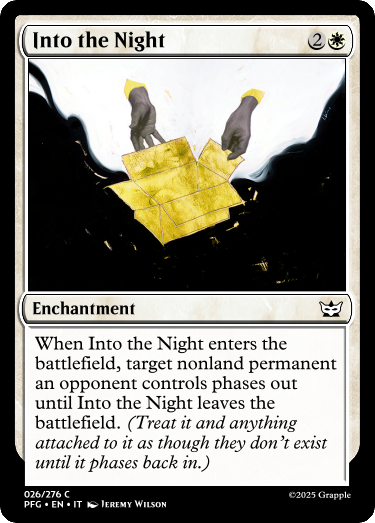 Into the Night 2
Enchantment
When Into the Night enters the
battlefield, target nonland permanent
an opponent controls phases out
until Into the Night leaves the
battlefield. (Treat it and anything
attached to it as though they don't exist
until it phases back in.)
026/276 C
PFG • EN • IT Jeremy Wilson
©2025 Grapple